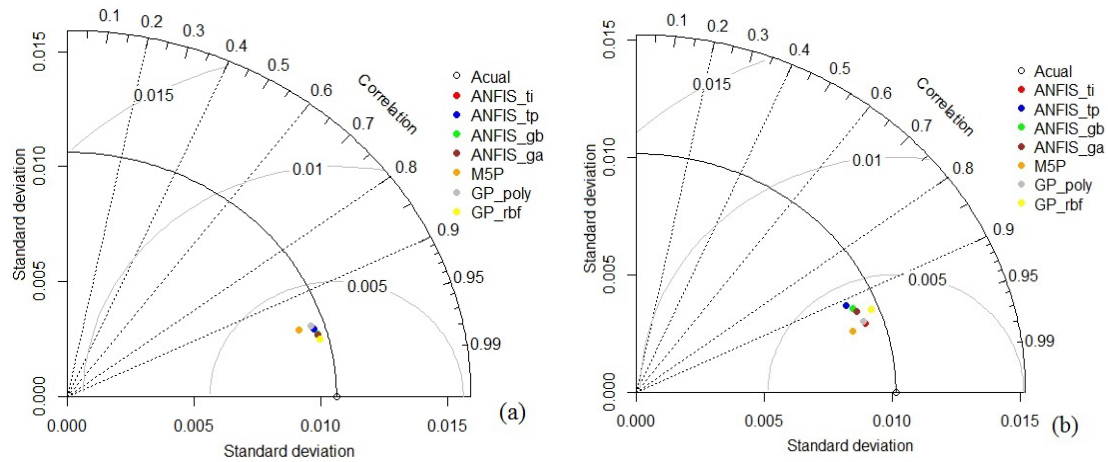 0.1
0.2
0.3
0.4
0.5
0.6
0.7
0.8
0.9
0.95
0.99
Correlation
0.015
0.01
0.005
Standard deviation
0.000
0.005
0.010
0.015
0.000
0.005
0.010
0.015
Standard deviation
Acual
ANFIS_ti
ANFIS_tp
ANFIS_gb
ANFIS_ga
M5P
GP_poly
GP_rbf
(a)
0.1
0.2
0.3
0.4
0.5
0.6
0.7
0.8
0.9
0.95
0.99
Correlation
0.015
0.01
0.005
Standard deviation
0.000
0.005
0.010
0.015
0.000
0.005
0.010
0.015
Standard deviation
Acual
ANFIS_ti
ANFIS_tp
ANFIS_gb
ANFIS_ga
M5P
GP_poly
GP_rbf
(b)